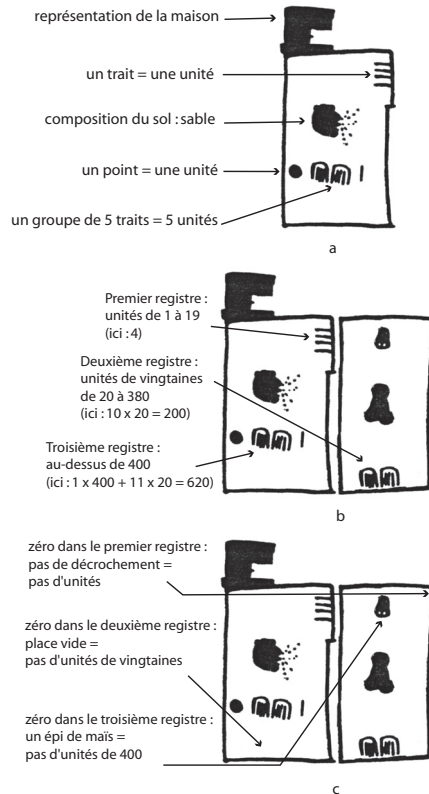 représentation de la maison
un trait = une unité
composition du sol : sable
un point = une unité
un groupe de 5 traits = 5 unités
a
Premier registre :
unités de 1 à 19
(ici : 4)
Deuxième registre :
unités de vingtaines
de 20 à 380
(ici : 10 x 20 = 200)
Troisième registre :
au-dessus de 400
(ici : 1 x 400 + 11 x 20 = 620)
b
zéro dans le premier registre :
pas de décrochement =
pas d'unités
zéro dans le deuxième registre :
place vide =
pas d'unités de vingtaines
zéro dans le troisième registre :
un épi de maïs =
pas d'unités de 400
c